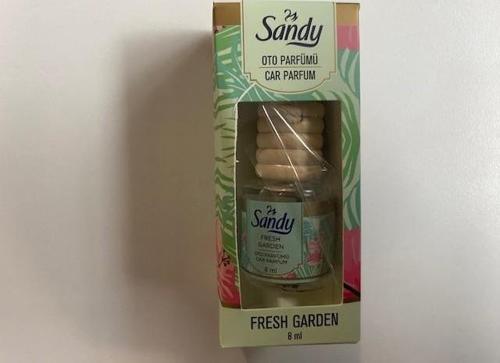 Sandy
OTO PARFÜMÜ
CAR PARFUM
Sandy
FRESH
GARDEN
OTO PARFÜMÜ
CAR PARFUM
8 ml
FRESH GARDEN
8 ml